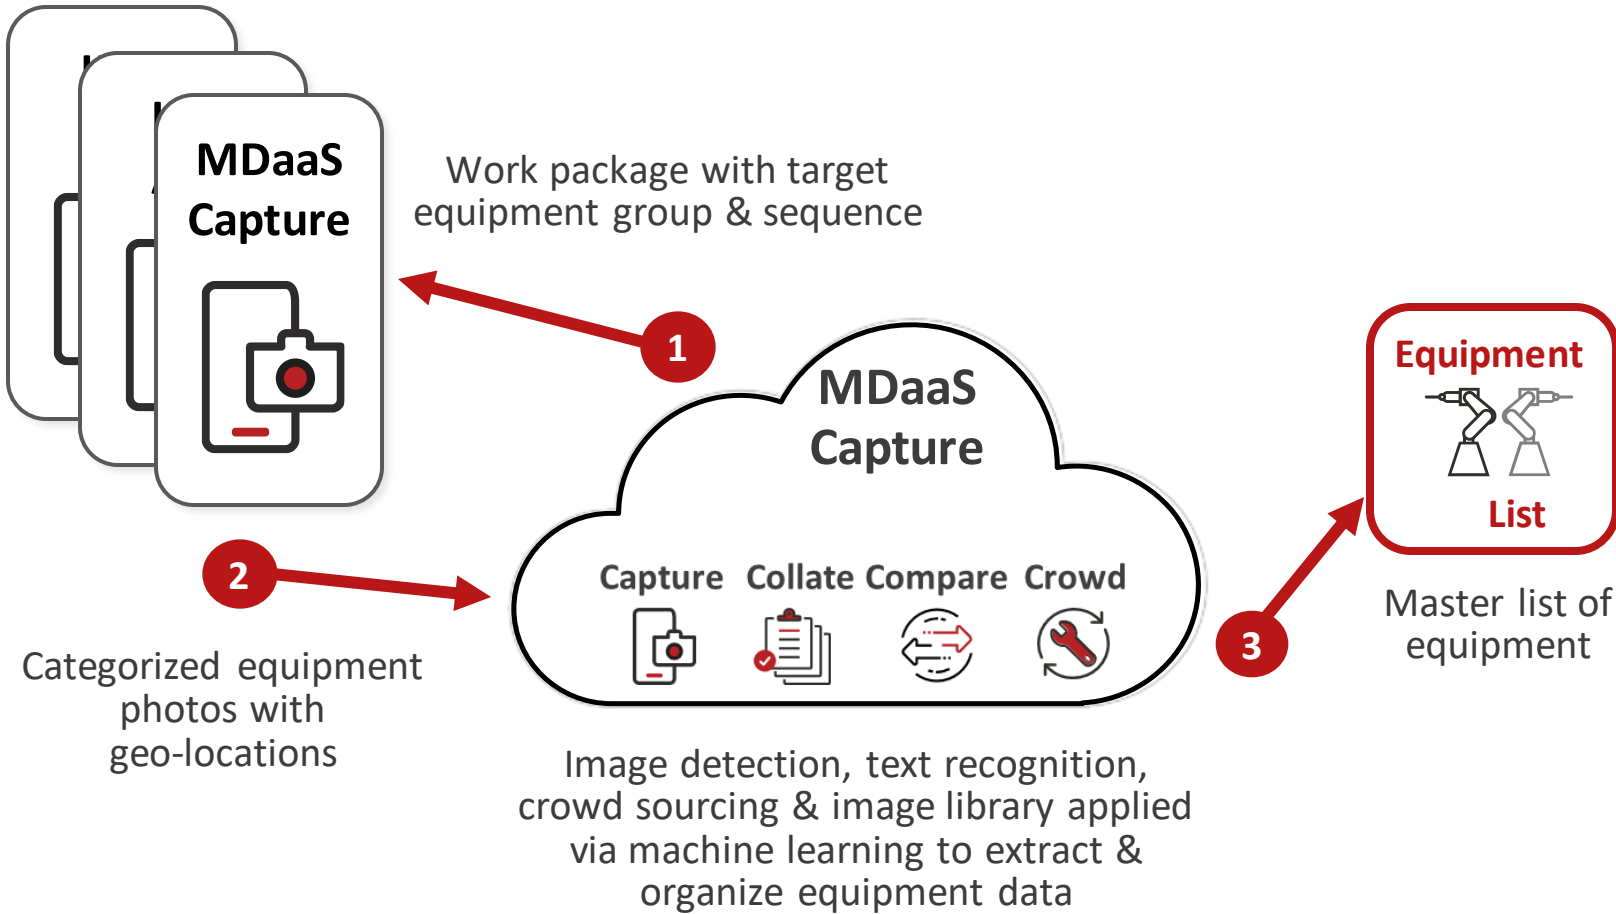 MDaaS
Capture
Work package with target
equipment group & sequence
1
MDaaS
Capture
Equipment
List
2
Capture
Collate
Compare
Crowd
3
Master list of
equipment
Categorized equipment
photos with
geo-locations
Image detection, text recognition,
crowd sourcing & image library applied
via machine learning to extract &
organize equipment data